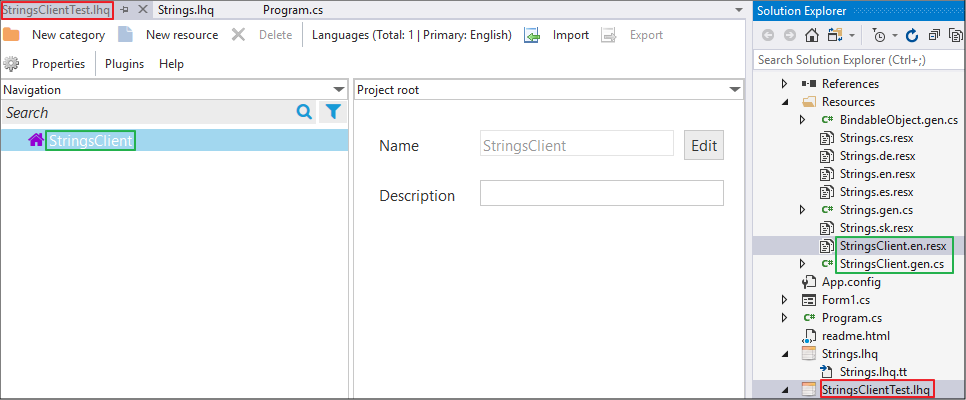 StringsClientTest.lhq Strings.lhq Program.cs
New category New resource Delete Languages (Total: 1 | Primary: English) Import Export
Properties Plugins Help
Navigation
Search
StringsClient
Project root
Name StringsClient Edit
Description
Solution Explorer
Search Solution Explorer (Ctrl+;)
References
Resources
C# BindableObject.gen.cs
Strings.cs.resx
Strings.de.resx
Strings.en.resx
Strings.es.resx
C# Strings.gen.cs
Strings.sk.resx
StringsClient.en.resx
C# StringsClient.gen.cs
App.config
Form1.cs
C# Program.cs
readme.html
Strings.lhq
Strings.lhq.tt
StringsClientTest.lhq